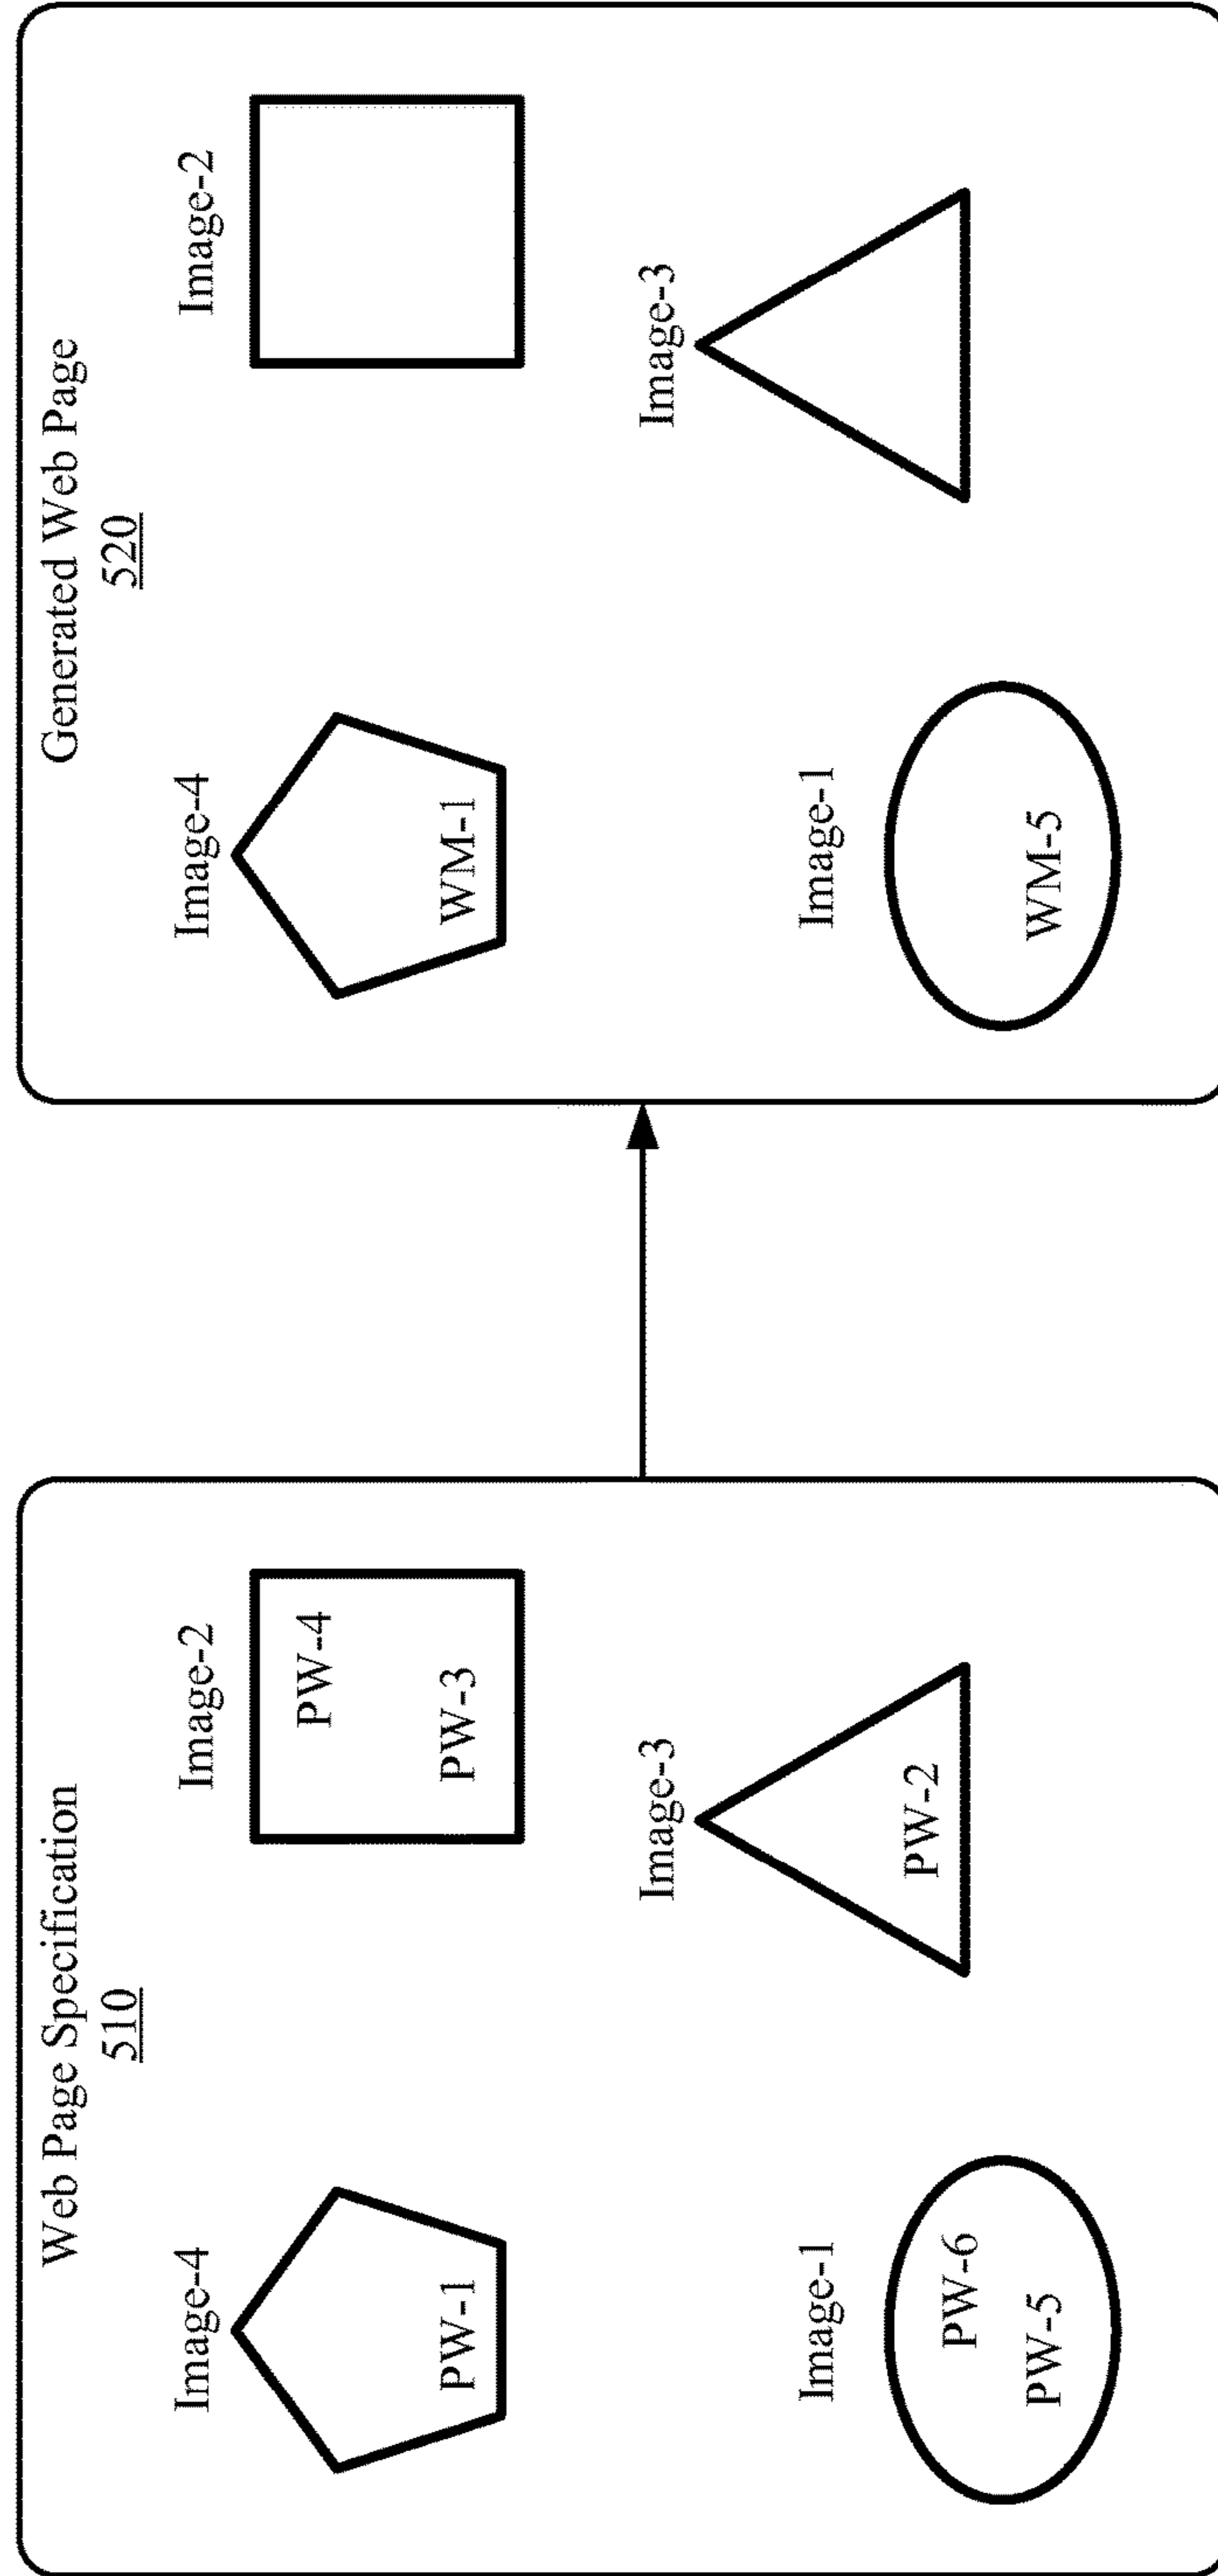 Web Page Specification
510
Image-4
PW-1
Image-2
PW-4
PW-3
Image-1
PW-6
PW-5
Image-3
PW-2
Generated Web Page
520
Image-4
WM-1
Image-2
Image-1
WM-5
Image-3